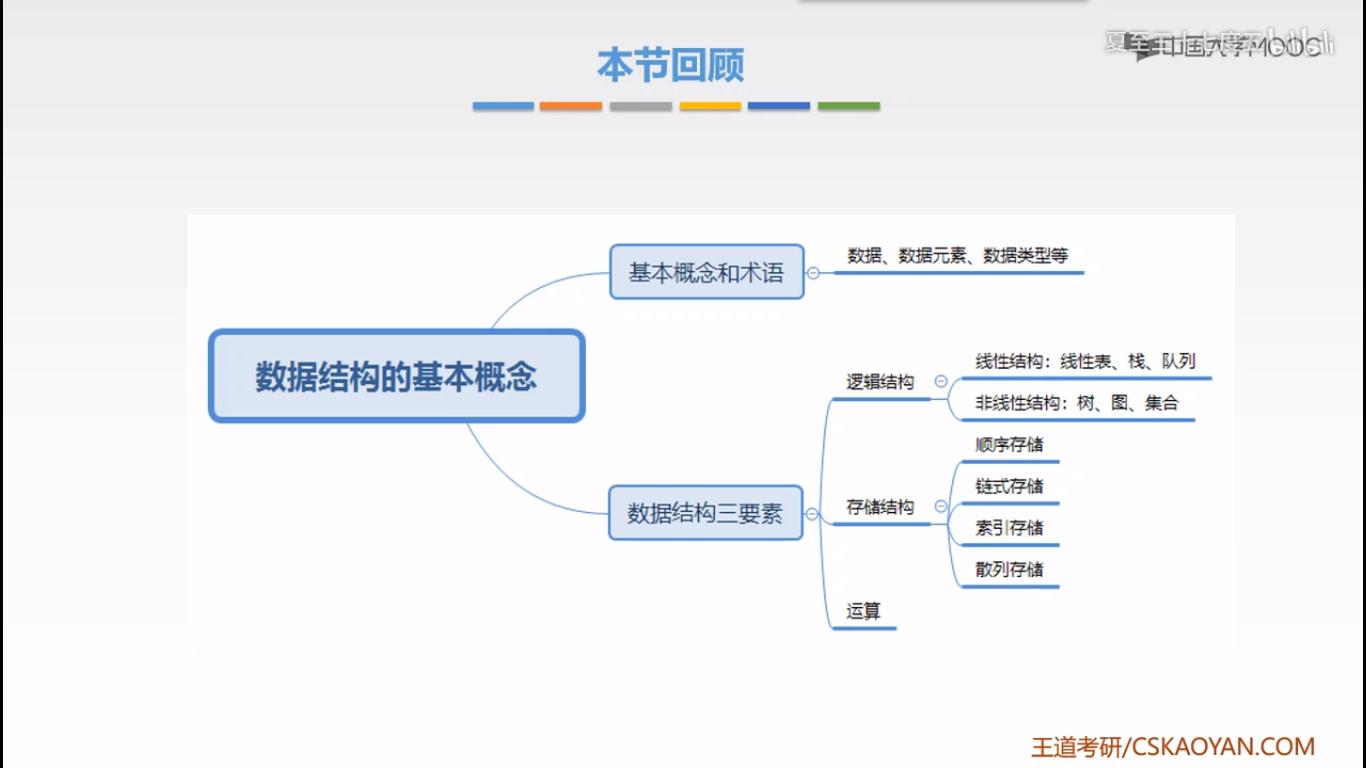 本节回顾
中国大学MOOC
基本概念和术语
数据、数据元素、数据类型等
数据结构的基本概念
数据结构三要素
逻辑结构
线性结构：线性表、栈、队列
非线性结构：树、图、集合
存储结构
顺序存储
链式存储
索引存储
散列存储
运算
王道考研/CSKAOYAN.COM